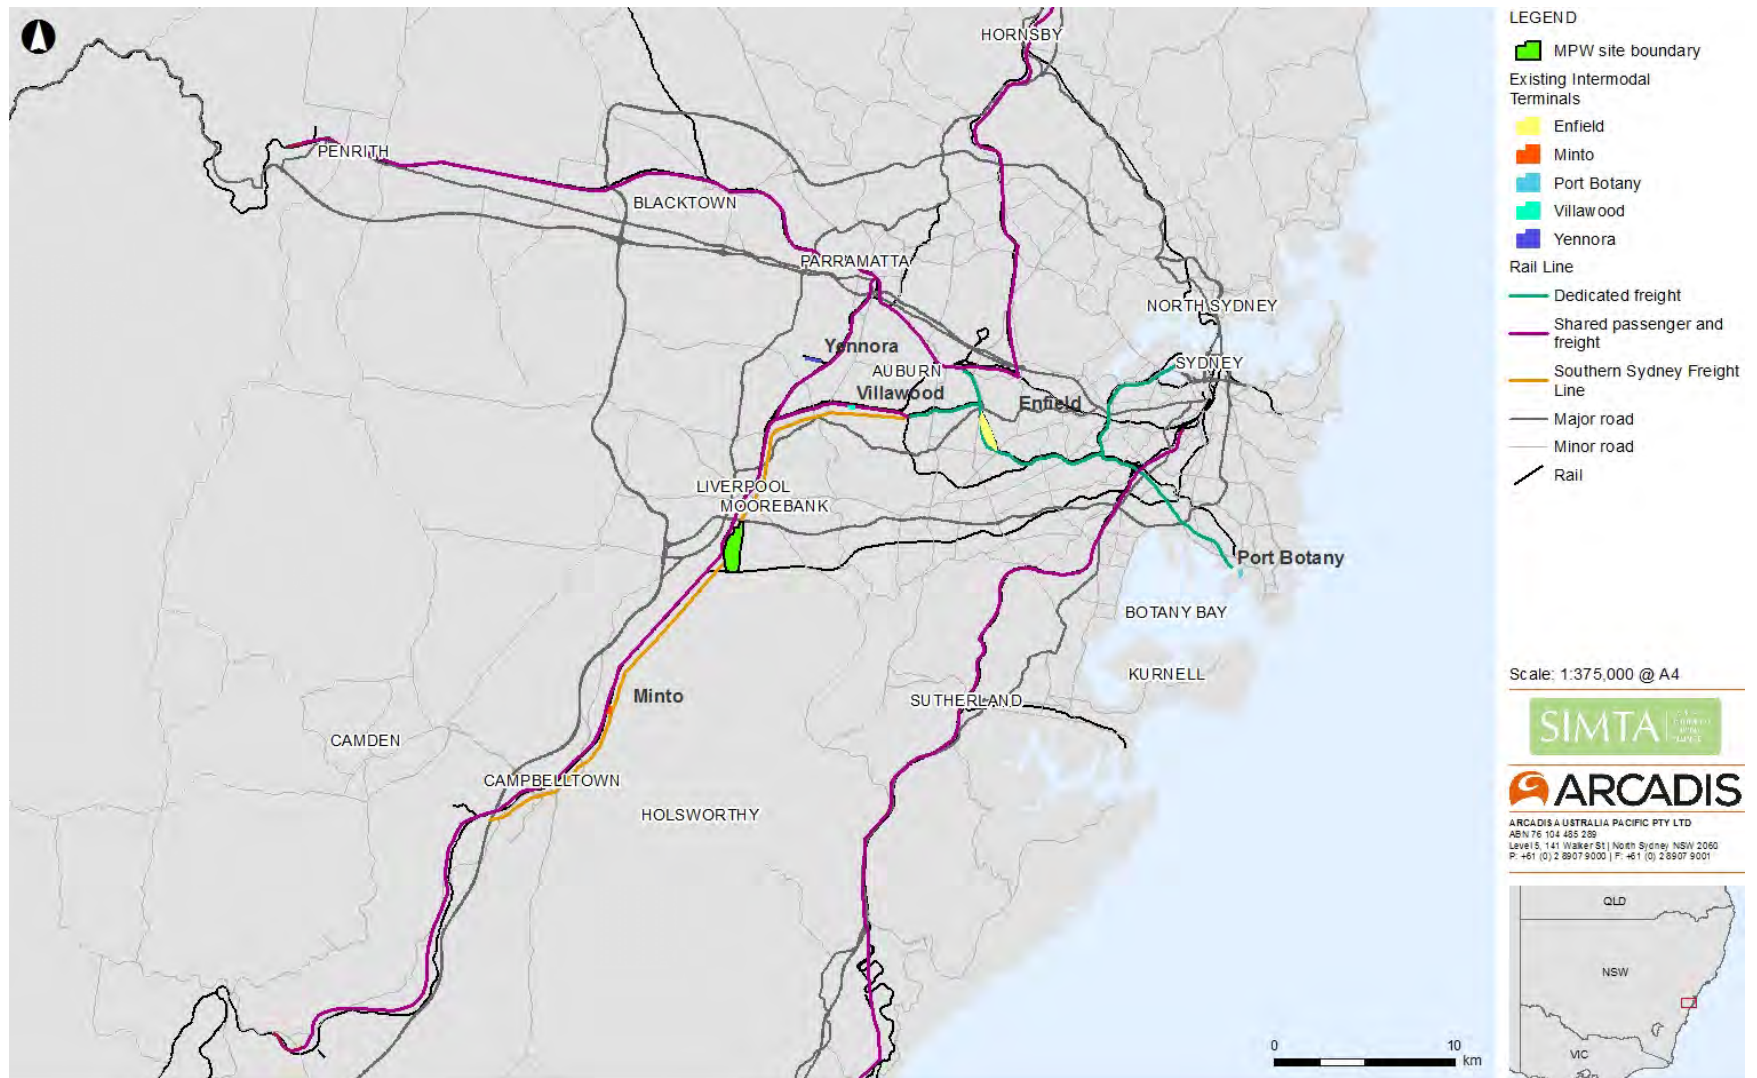 HORNSBY
PENRITH
BLACKTOWN
PARRAMATTA
NORTH SYDNEY
Yennora
SYDNEY
AUBURN
Villawood
Enfield
LIVERPOOL
MOOREBANK
Port Botany
BOTANY BAY
KURNELL
Minto
SUTHERLAND
CAMDEN
CAMPBELLTOWN
HOLSWORTHY
0 10
km
LEGEND
MPW site boundary
Existing Intermodal
Terminals
Enfield
Minto
Port Botany
Villawood
Yennora
Rail Line
Dedicated freight
Shared passenger and
freight
Southern Sydney Freight
Line
Major road
Minor road
Rail
Scale: 1:375,000 @ A4
SIMTA
ARCADIS
ARCADIS AUSTRALIA PACIFIC PTY LTD
ABN 76 104 485 289
Level 5, 141 Walker St | North Sydney NSW 2060
P: +61 (0) 2 8907 9000 | F: +61 (0) 2 8907 9001
QLD
NSW
VIC